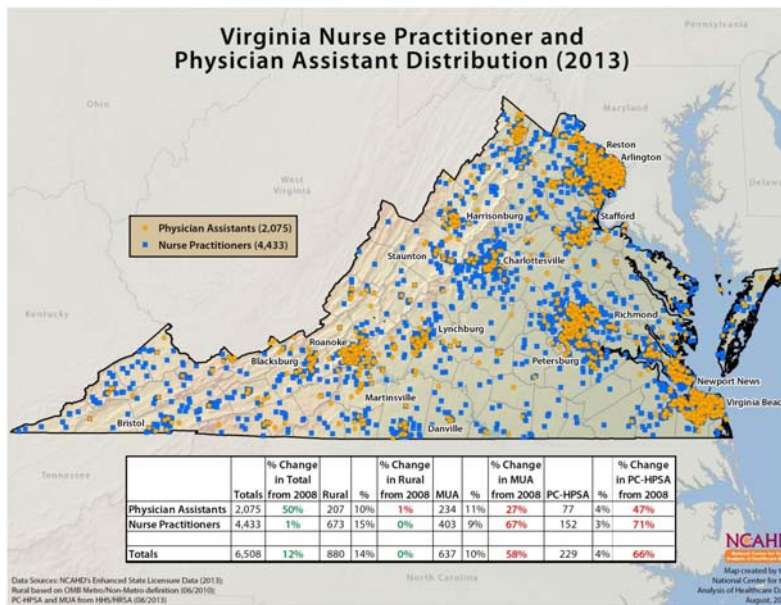 Virginia Nurse Practitioner and
Physician Assistant Distribution (2013)
Pennsylvania
Ohio
Maryland
Reston
Arlington
West
Virginia
Delawar
Physician Assistants (2,075)
Nurse Practitioners (4,433)
Harrisonburg
Stafford
Staunton
Charlottesville
Kentucky
Richmond
Lynchburg
Roanoke
Blacksburg
Petersburg
Newport News
Martinsville
Virginia Beac
Bristol
Danville
Tennessee
Totals % Change in Total from 2008 Rural % % Change in Rural from 2008 MUA % % Change in MUA from 2008 PC-HPSA % % Change in PC-HPSA from 2008
Physician Assistants 2,075 50% 207 10% 1% 234 11% 27% 77 4% 47%
Nurse Practitioners 4,433 1% 673 15% 0% 403 9% 67% 152 3% 71%
Totals 6,508 12% 880 14% 0% 637 10% 58% 229 4% 66%
North Carolina
NCAHD
Data Sources: NCAHD's Enhanced State Licensure Data (2013);
Rural based on OMB Metro/Non-Metro definition (06/2010);
PC-HPSA and MUA from HHS/HRSA (08/2013)
Map created by t
National Center for t
Analysis of Healthcare D
August, 20